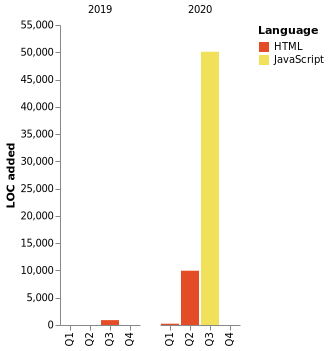 2019 2020
Language
HTML
JavaScript
LOC added
55,000
50,000
45,000
40,000
35,000
30,000
25,000
20,000
15,000
10,000
5,000
0
Q1 Q2 Q3 Q4 Q1 Q2 Q3 Q4